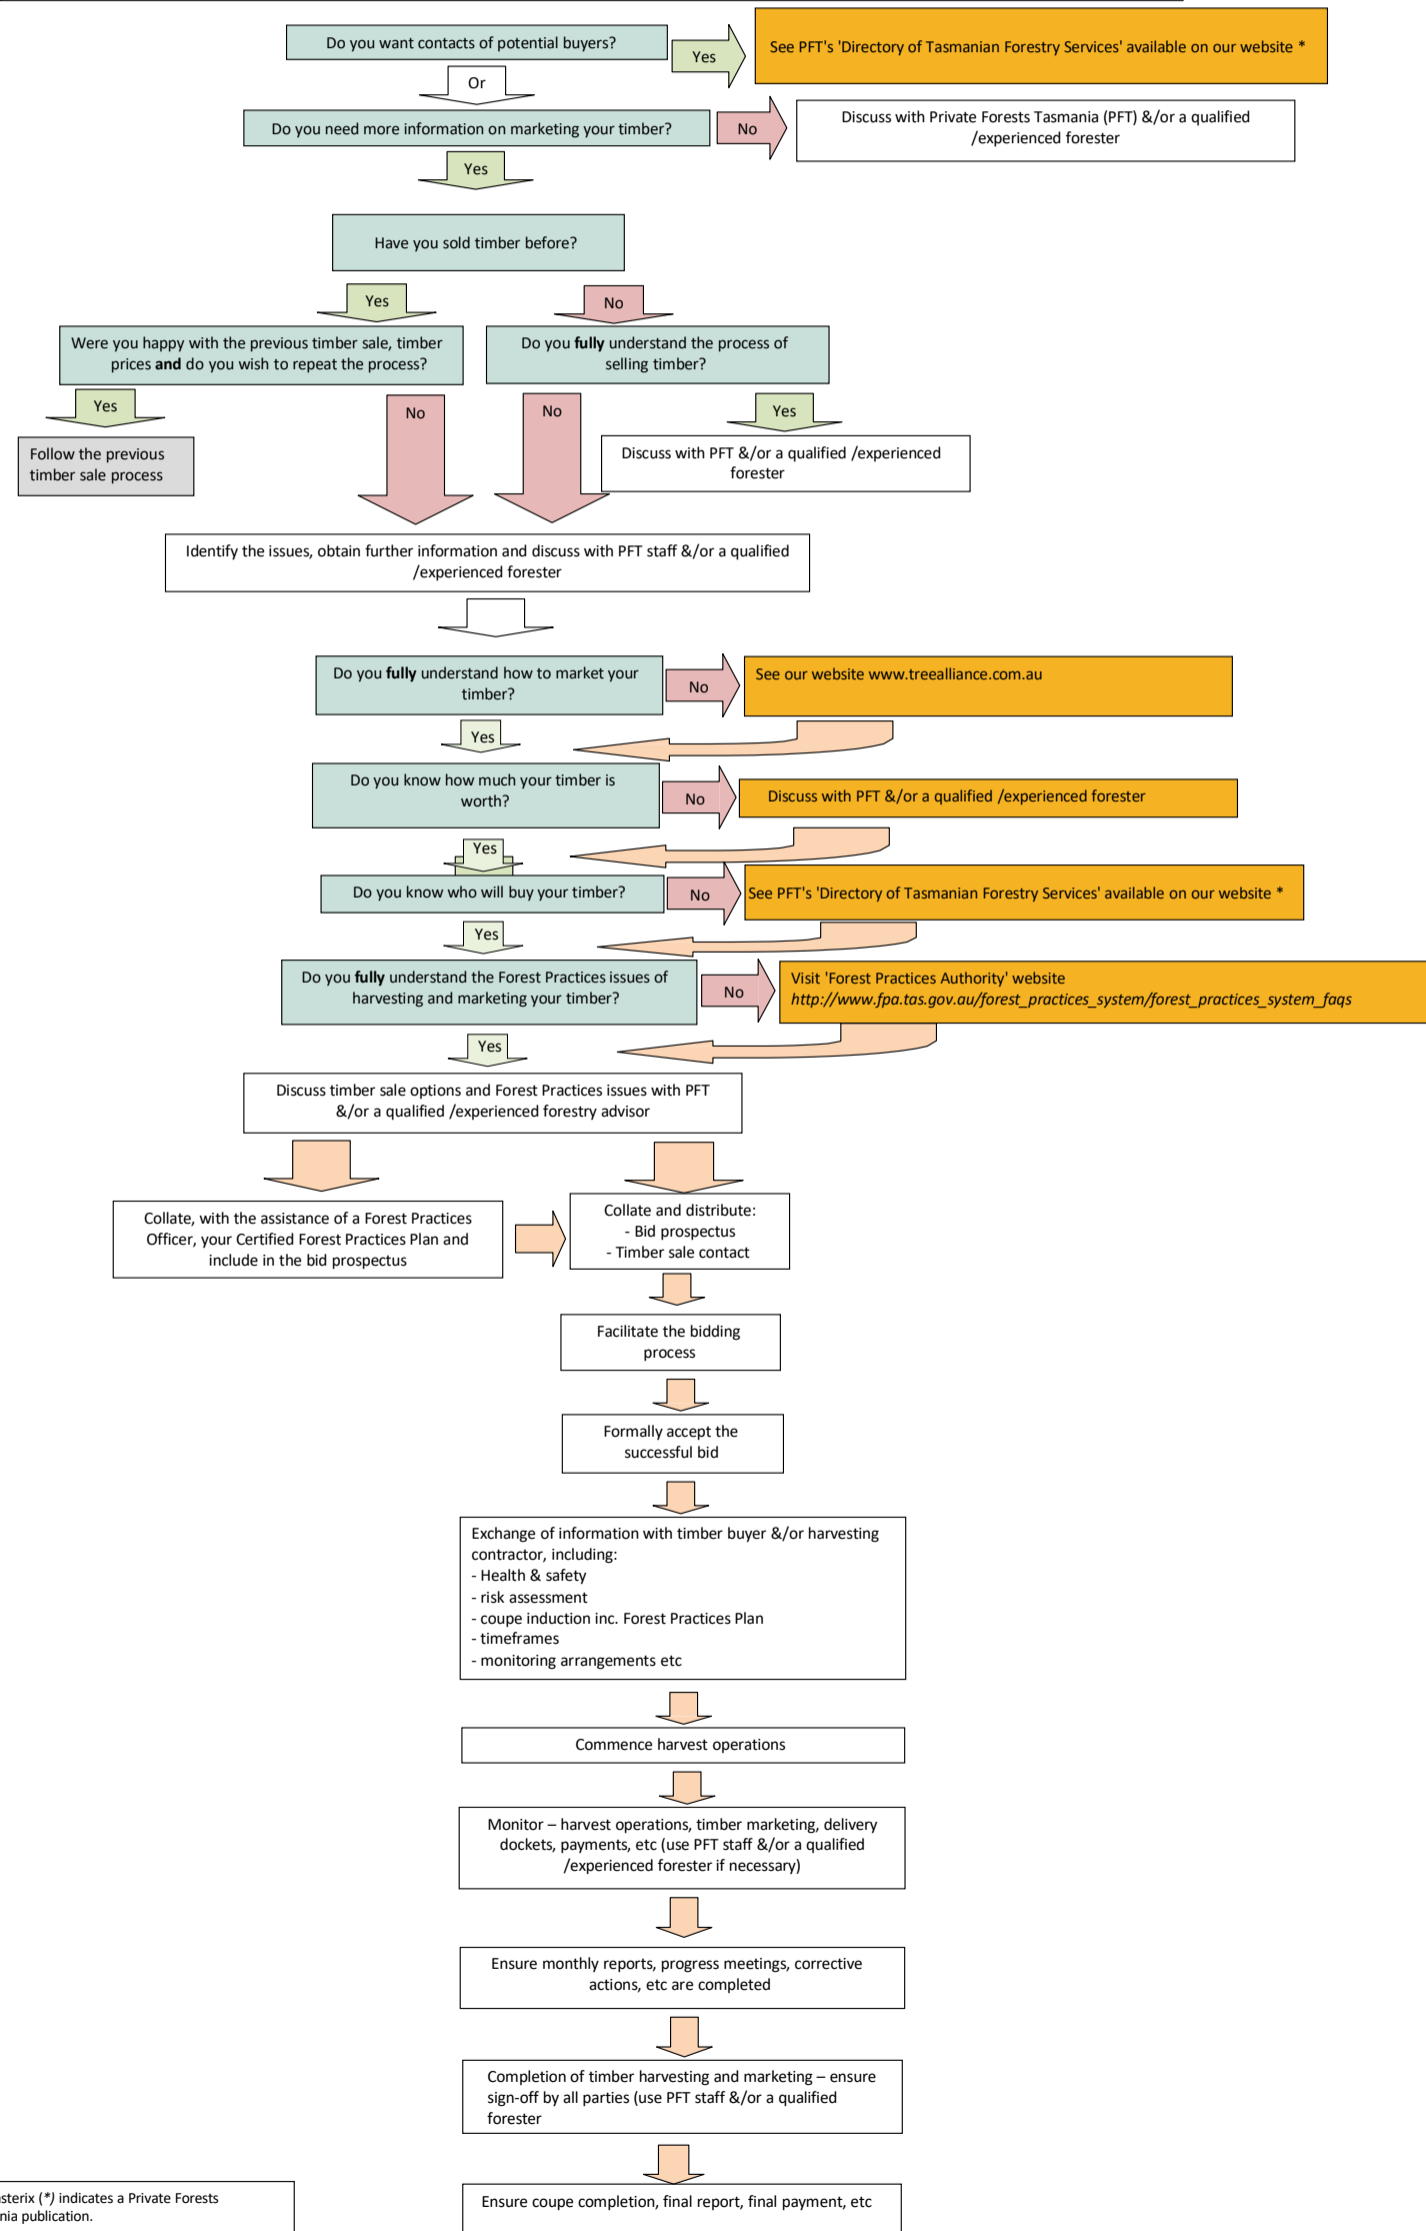 Do you want contacts of potential buyers?
Yes
See PFT's 'Directory of Tasmanian Forestry Services' available on our website *
Or
Do you need more information on marketing your timber?
No
Discuss with Private Forests Tasmania (PFT) &/or a qualified
/experienced forester
Yes
Have you sold timber before?
Yes
No
Were you happy with the previous timber sale, timber
prices and do you wish to repeat the process?
Do you fully understand the process of
selling timber?
Yes
No
No
Yes
Follow the previous
timber sale process
Discuss with PFT &/or a qualified /experienced
forester
Identify the issues, obtain further information and discuss with PFT staff &/or a qualified
/experienced forester
Do you fully understand how to market your
timber?
No
See our website www.treealliance.com.au
Yes
Do you know how much your timber is
worth?
No
Discuss with PFT &/or a qualified /experienced forester
Yes
Do you know who will buy your timber?
No
See PFT's 'Directory of Tasmanian Forestry Services' available on our website *
Yes
Do you fully understand the Forest Practices issues of
harvesting and marketing your timber?
No
Visit 'Forest Practices Authority' website
http://www.fpa.tas.gov.au/forest_practices_system/forest_practices_system_faqs
Yes
Discuss timber sale options and Forest Practices issues with PFT
&/or a qualified /experienced forestry advisor
Collate, with the assistance of a Forest Practices
Officer, your Certified Forest Practices Plan and
include in the bid prospectus
Collate and distribute:
- Bid prospectus
- Timber sale contact
Facilitate the bidding
process
Formally accept the
successful bid
Exchange of information with timber buyer &/or harvesting
contractor, including:
- Health & safety
- risk assessment
- coupe induction inc. Forest Practices Plan
- timeframes
- monitoring arrangements etc
Commence harvest operations
Monitor – harvest operations, timber marketing, delivery
dockets, payments, etc (use PFT staff &/or a qualified
/experienced forester if necessary)
Ensure monthly reports, progress meetings, corrective
actions, etc are completed
Completion of timber harvesting and marketing – ensure
sign-off by all parties (use PFT staff &/or a qualified
forester
Ensure coupe completion, final report, final payment, etc
sterix (*) indicates a Private Forests
nia publication.